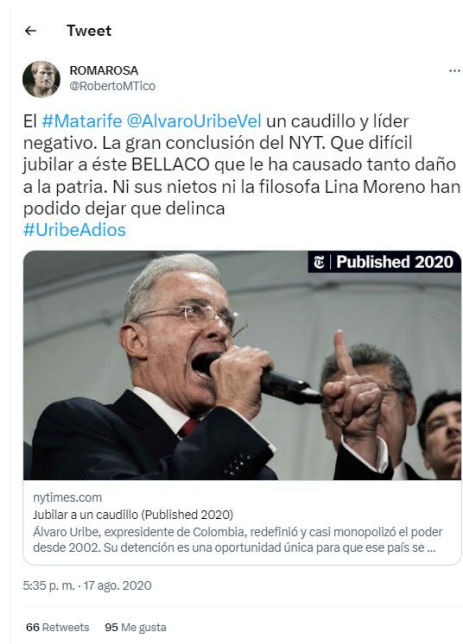 Tweet
ROMAROSA
@RobertoMTico
El #Matarife @AlvaroUribeVel un caudillo y líder
negativo. La gran conclusión del NYT. Que difícil
jubilar a éste BELLACO que le ha causado tanto daño
a la patria. Ni sus nietos ni la filosofa Lina Moreno han
podido dejar que delinca
#UribeAdios
Published 2020
nytimes.com
Jubilar a un caudillo (Published 2020)
Álvaro Uribe, expresidente de Colombia, redefinió y casi monopolizó el poder
desde 2002. Su detención es una oportunidad única para que ese país se ...
5:35 p. m. · 17 ago. 2020
66 Retweets 95 Me gusta